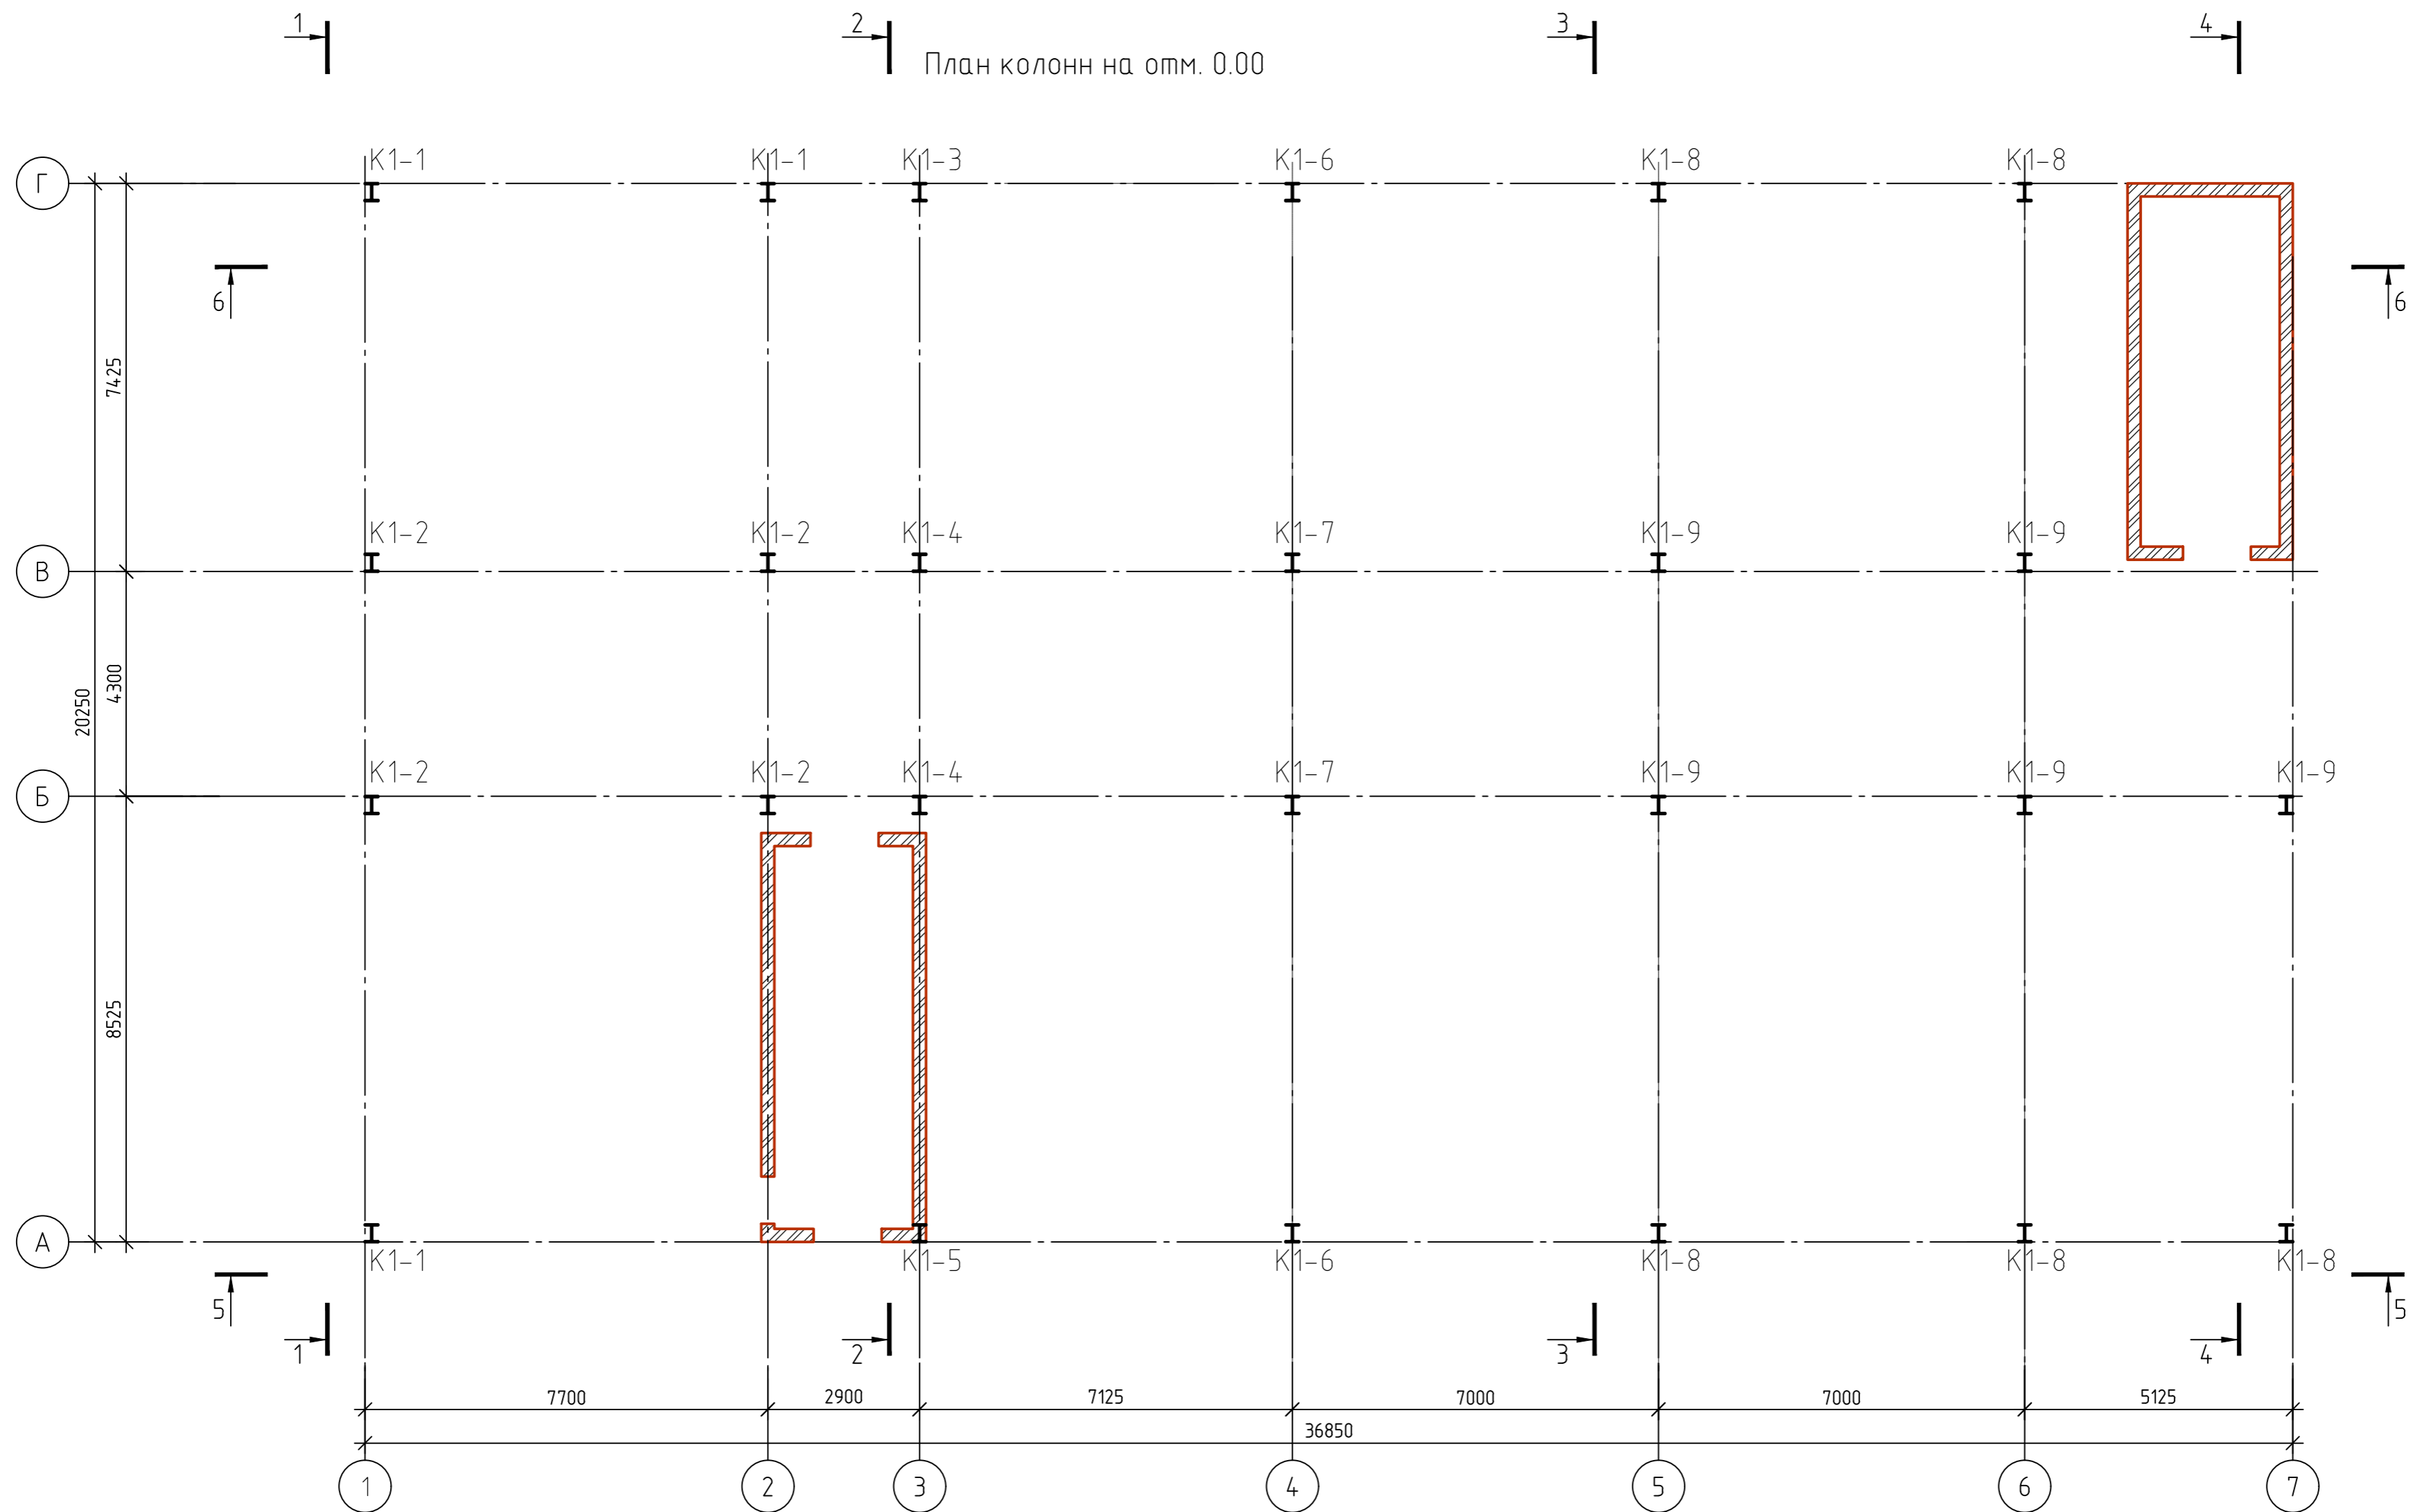 1 2 3 4
План колонн на отм. 0.00
К1-1 К1-1 К1-3 К1-6 К1-8 К1-8
Г
6 6
7425
К1-2 К1-2 К1-4 К1-7 К1-9 К1-9
В
4300
20250
К1-2 К1-2 К1-4 К1-7 К1-9 К1-9 К1-9
Б
8525
А
К1-1 К1-5 К1-6 К1-8 К1-8 К1-8
5 5
1 2 3 4
7700 2900 7125 7000 7000 5125
36850
1 2 3 4 5 6 7